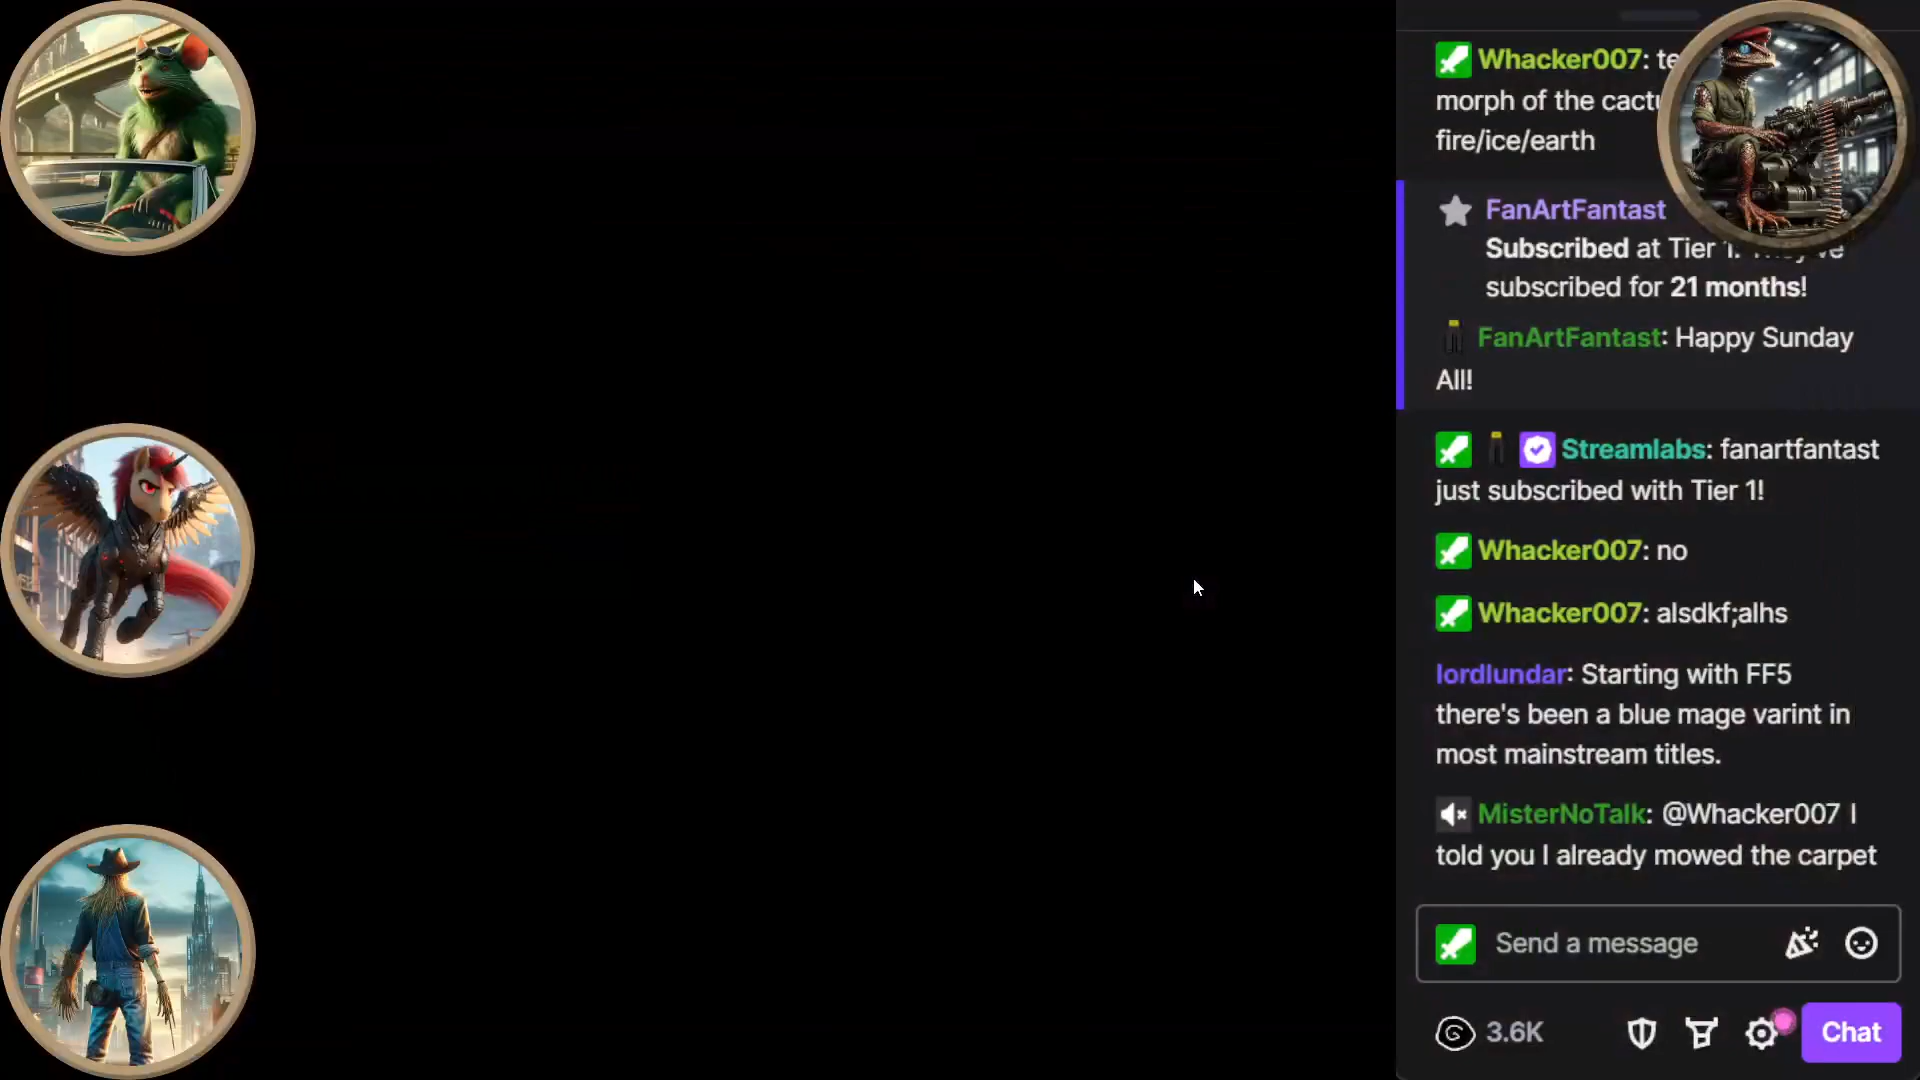 Whacker007: te
morph of the cactu
fire/ice/earth
FanArtFantast
Subscribed at Tier 1.
subscribed for 21 months!
FanArtFantast: Happy Sunday
All!
Streamlabs: fanartfantast
just subscribed with Tier 1!
Whacker007: no
Whacker007: alsdkf;alhs
lordlundar: Starting with FF5
there's been a blue mage varint in
most mainstream titles.
MisterNoTalk: @Whacker007 I
told you I already mowed the carpet
Send a message
3.6K
Chat